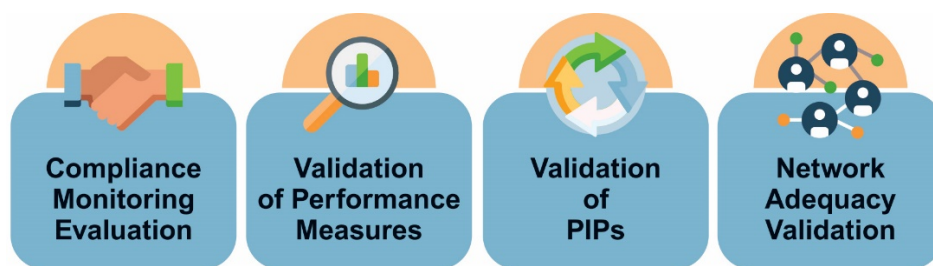 Compliance
Monitoring
Evaluation
Validation
of Performance
Measures
Validation
of
PIPs
Network
Adequacy
Validation